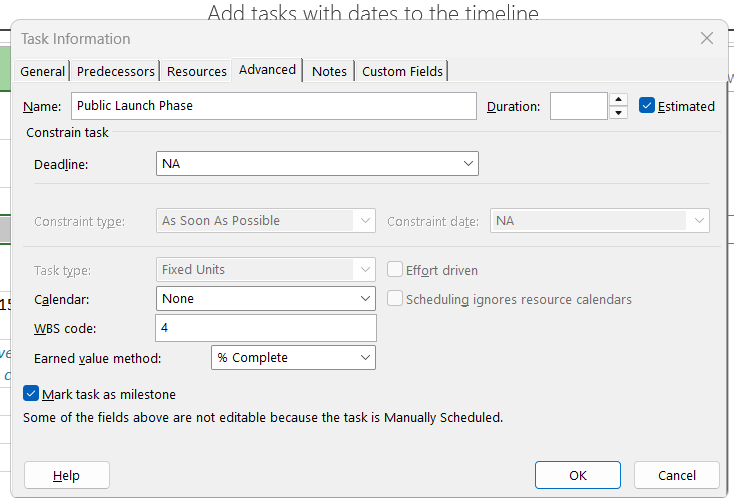 Add tasks with dates to the timeline
Task Information
General Predecessors Resources Advanced Notes Custom Fields
Name: Public Launch Phase Duration: Estimated
Constrain task
Deadline: NA
Constraint type: As Soon As Possible Constraint date: NA
Task type: Fixed Units Effort driven
Calendar: None Scheduling ignores resource calendars
WBS code: 4
Earned value method: % Complete
Mark task as milestone
Some of the fields above are not editable because the task is Manually Scheduled.
Help OK Cancel